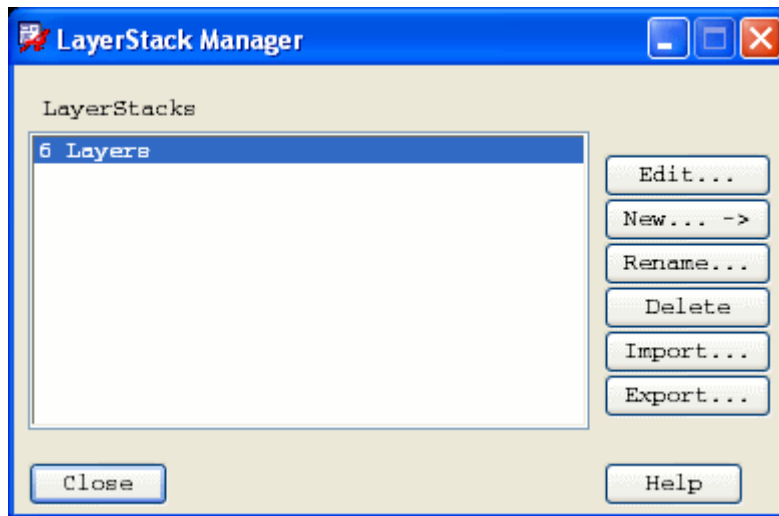 LayerStack Manager
LayerStacks
6 Layers
Edit...
New... ->
Rename...
Delete
Import...
Export...
Close
Help